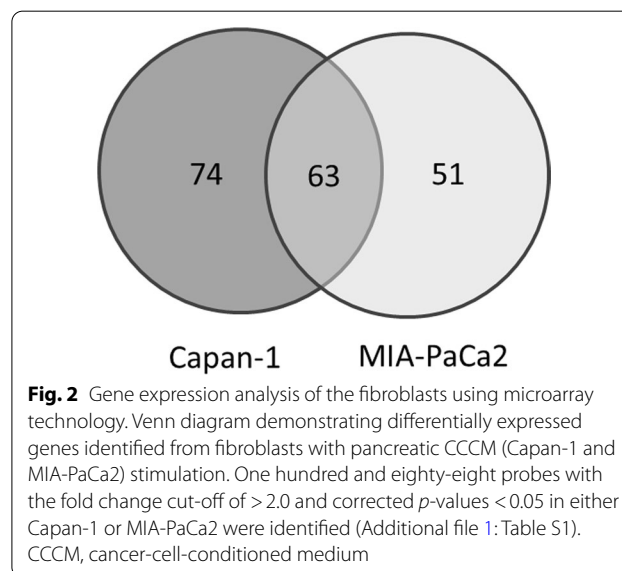 74
63
51
Capan-1
MIA-PaCa2
Fig. 2 Gene expression analysis of the fibroblasts using microarray
technology. Venn diagram demonstrating differentially expressed
genes identified from fibroblasts with pancreatic CCCM (Capan-1 and
MIA-PaCa2) stimulation. One hundred and eighty-eight probes with
the fold change cut-off of > 2.0 and corrected p-values < 0.05 in either
Capan-1 or MIA-PaCa2 were identified (Additional file 1: Table S1).
CCCM, cancer-cell-conditioned medium